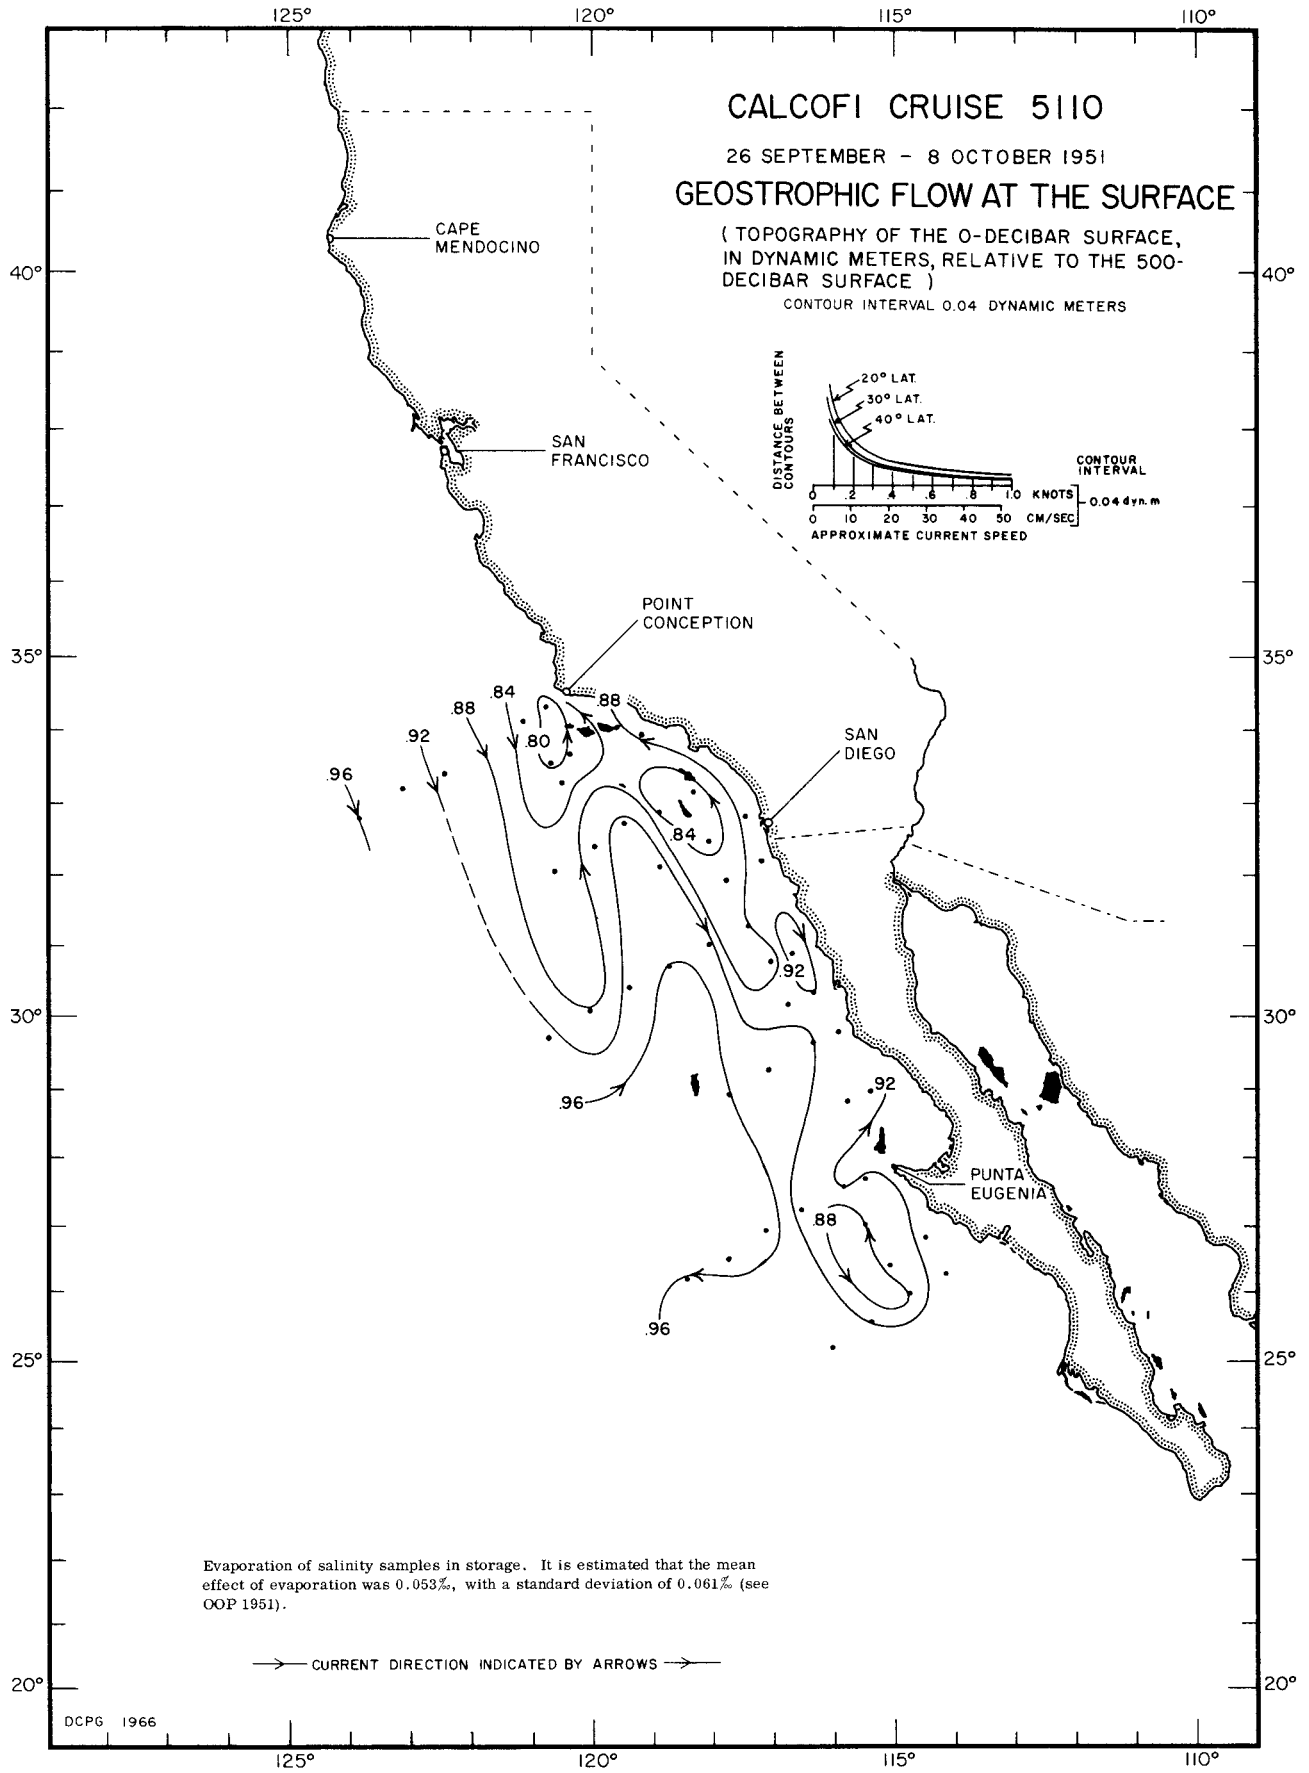 125° 120° 115° 110°
CALCOFI CRUISE 5110
26 SEPTEMBER – 8 OCTOBER 1951
GEOSTROPHIC FLOW AT THE SURFACE
( TOPOGRAPHY OF THE 0-DECIBAR SURFACE,
IN DYNAMIC METERS, RELATIVE TO THE 500-
DECIBAR SURFACE )
CONTOUR INTERVAL 0.04 DYNAMIC METERS
CAPE
MENDOCINO
40° 40°
DISTANCE BETWEEN
CONTOURS
20° LAT.
30° LAT.
40° LAT.
CONTOUR
INTERVAL
0 .2 .4 .6 .8 1.0 KNOTS
0.04 dyn. m
0 10 20 30 40 50 CM/SEC
APPROXIMATE CURRENT SPEED
SAN
FRANCISCO
POINT
CONCEPTION
35° 35°
.84
.88
.88
.92
.80
.96
SAN
DIEGO
.84
.92
30° 30°
.92
.96
PUNTA
EUGENIA
.88
.96
25° 25°
Evaporation of salinity samples in storage. It is estimated that the mean
effect of evaporation was 0.053‰, with a standard deviation of 0.061‰ (see
OOP 1951).
CURRENT DIRECTION INDICATED BY ARROWS
20° 20°
DCPG 1966
125° 120° 115° 110°